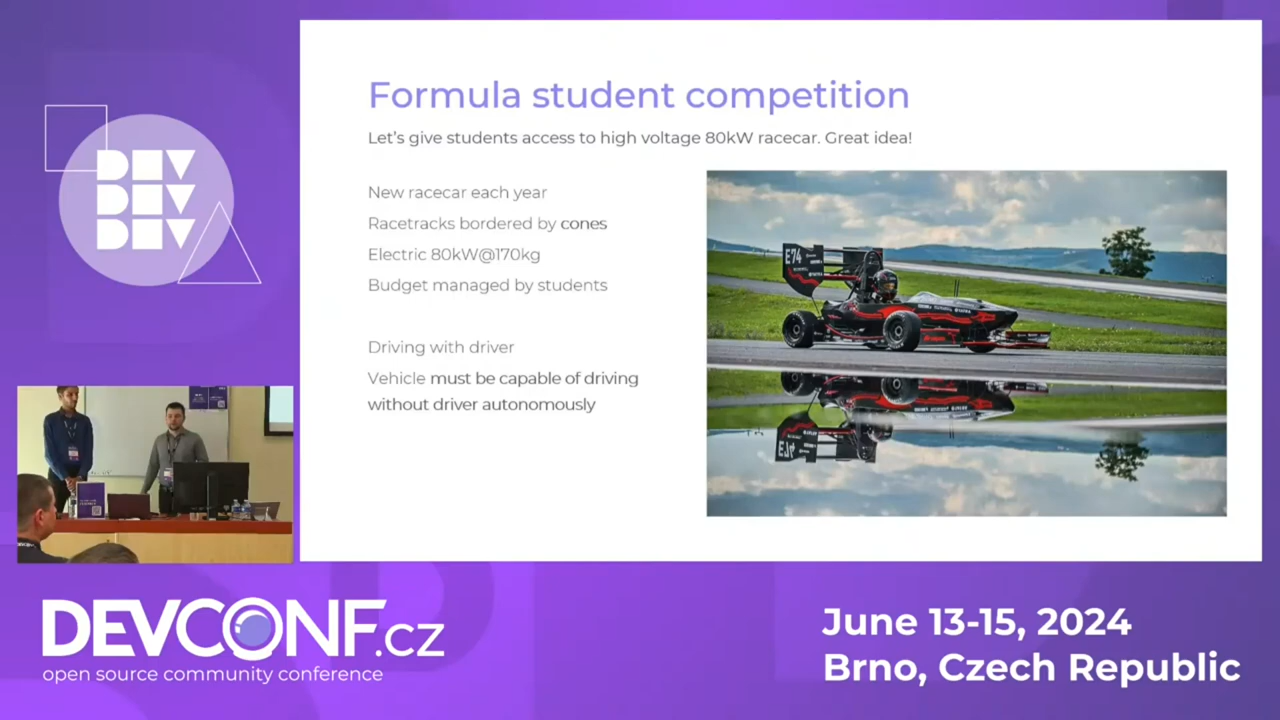 DEV
DEV
DEV
Formula student competition
Let's give students access to high voltage 80kW racecar. Great idea!
New racecar each year
Racetracks bordered by cones
Electric 80kW@170kg
Budget managed by students
Driving with driver
Vehicle must be capable of driving
without driver autonomously
E74
DEVCONF.cz
open source community conference
June 13-15, 2024
Brno, Czech Republic